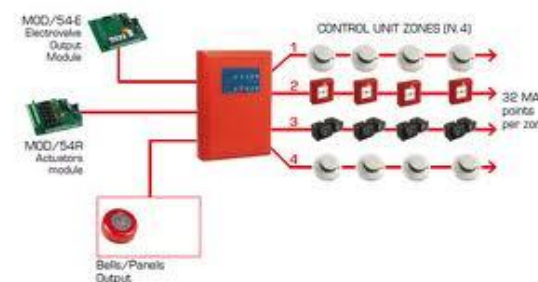 MOD/54-E
Electrovalve
Output
Module
CONTROL UNIT ZONES (N.4)
1
2
3
4
32 MA
points
per zon
MOD/54R
Actuators
module
Bells/Panels
Output